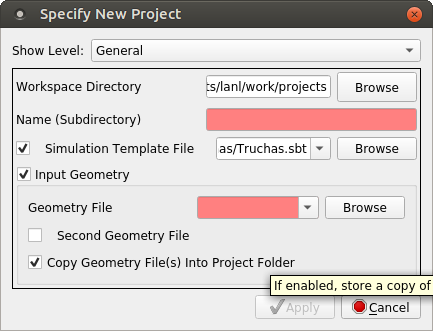 Specify New Project
Show Level: General
Workspace Directory ts/lanl/work/projects Browse
Name (Subdirectory)
Simulation Template File as/Truchas.sbt Browse
Input Geometry
Geometry File Browse
Second Geometry File
Copy Geometry File(s) Into Project Folder
If enabled, store a copy of
Apply Cancel